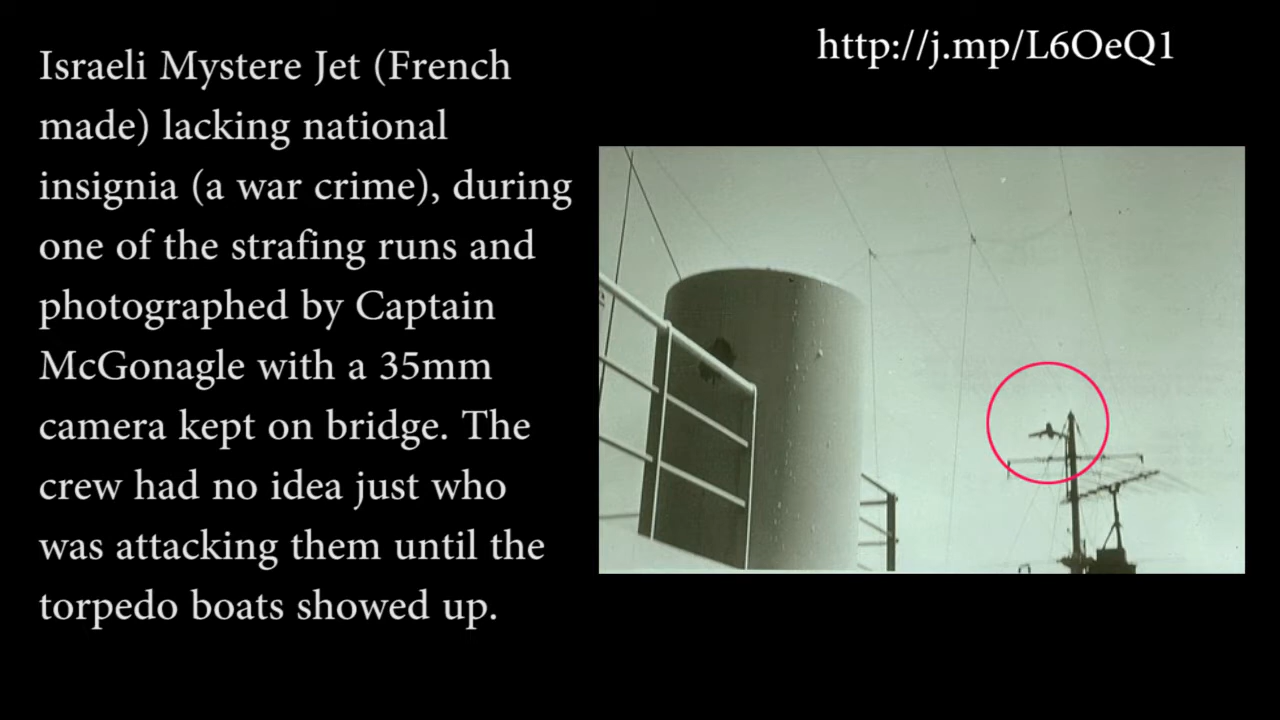 Israeli Mystere Jet (French
made) lacking national
insignia (a war crime), during
one of the strafing runs and
photographed by Captain
McGonagle with a 35mm
camera kept on bridge. The
crew had no idea just who
was attacking them until the
torpedo boats showed up.
http://j.mp/L6OeQ1